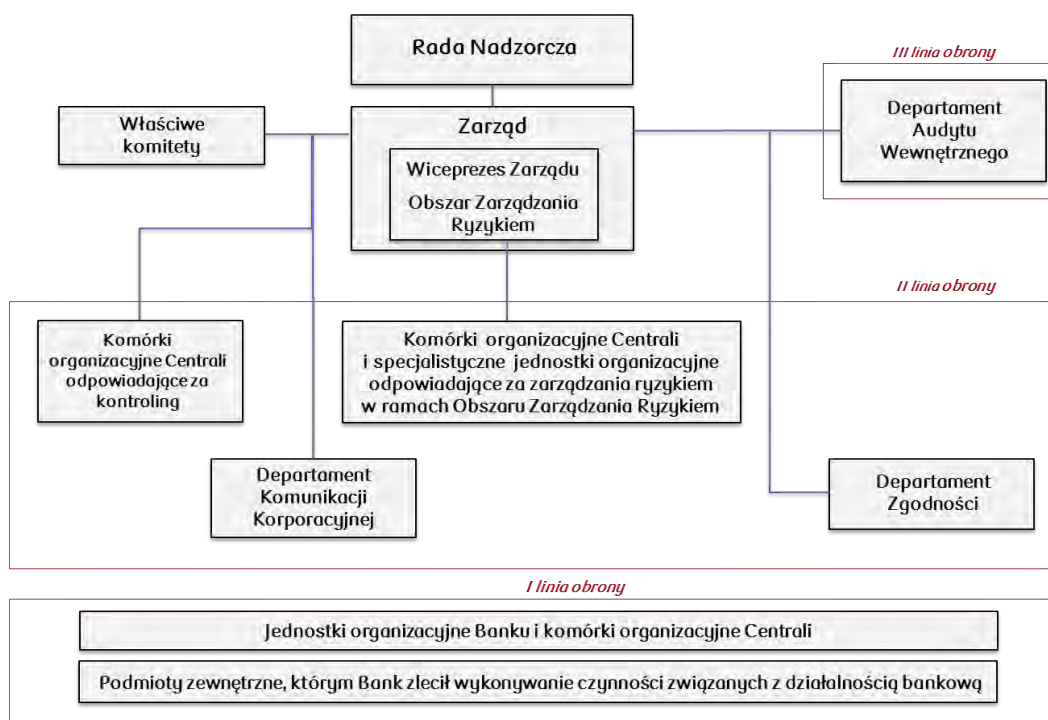 Rada Nadzorcza
III linia obrony
Właściwe
komitety
Zarząd
Wiceprezes Zarządu
Obszar Zarządzania
Ryzykiem
Departament
Audytu
Wewnętrznego
II linia obrony
Komórki
organizacyjne Centrali
odpowiadające za
kontroling
Komórki organizacyjne Centrali
i specjalistyczne jednostki organizacyjne
odpowiadające za zarządzania ryzykiem
w ramach Obszaru Zarządzania Ryzykiem
Departament
Komunikacji
Korporacyjnej
Departament
Zgodności
I linia obrony
Jednostki organizacyjne Banku i komórki organizacyjne Centrali
Podmioty zewnętrzne, którym Bank zlecił wykonywanie czynności związanych z działalnością bankową